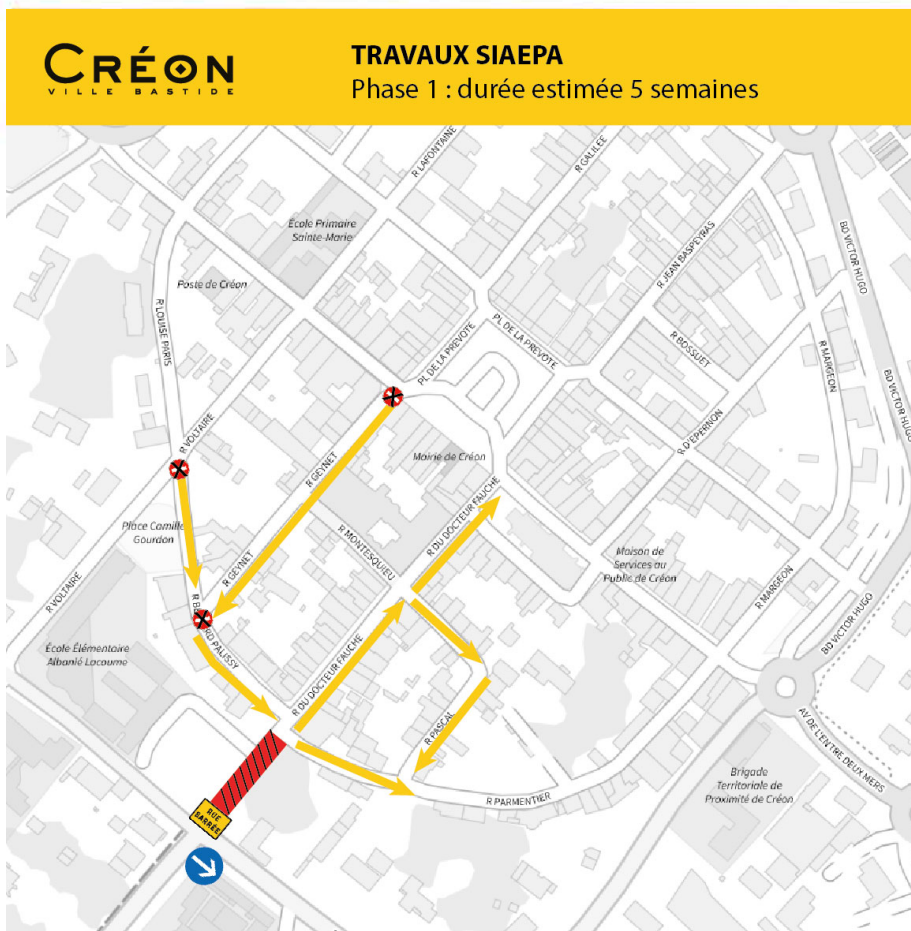 CRÉON
VILLE BASTIDE
TRAVAUX SIAEPA
Phase 1 : durée estimée 5 semaines
R LAFONTAINE
R GALILÉE
École Primaire
Sainte-Marie
R JEAN BASPEYRAS
BD VICTOR HUGO
Poste de Créon
R LOUISE PARIS
PL DE LA PREVOTE
PL DE LA PREVOTE
R BOSSUET
R MARGEON
BD VICTOR HUGO
R VOLTAIRE
R D'EPERNON
R GEYNET
Mairie de Créon
R DU DOCTEUR FAUCHE
Place Camille
Gourdon
R MONTESQUIEU
Maison de
Services au
Public de Créon
R GEYNET
R VOLTAIRE
R MARGEON
BD VICTOR HUGO
PALISSY
École Élémentaire
Albanie Lacoume
R DU DOCTEUR FAUCHE
R PASCAL
AV DE L'ENTRE DEUX MERS
Brigade
Territoriale de
Proximité de Créon
R PARMENTIER
RUE
BARRÉE